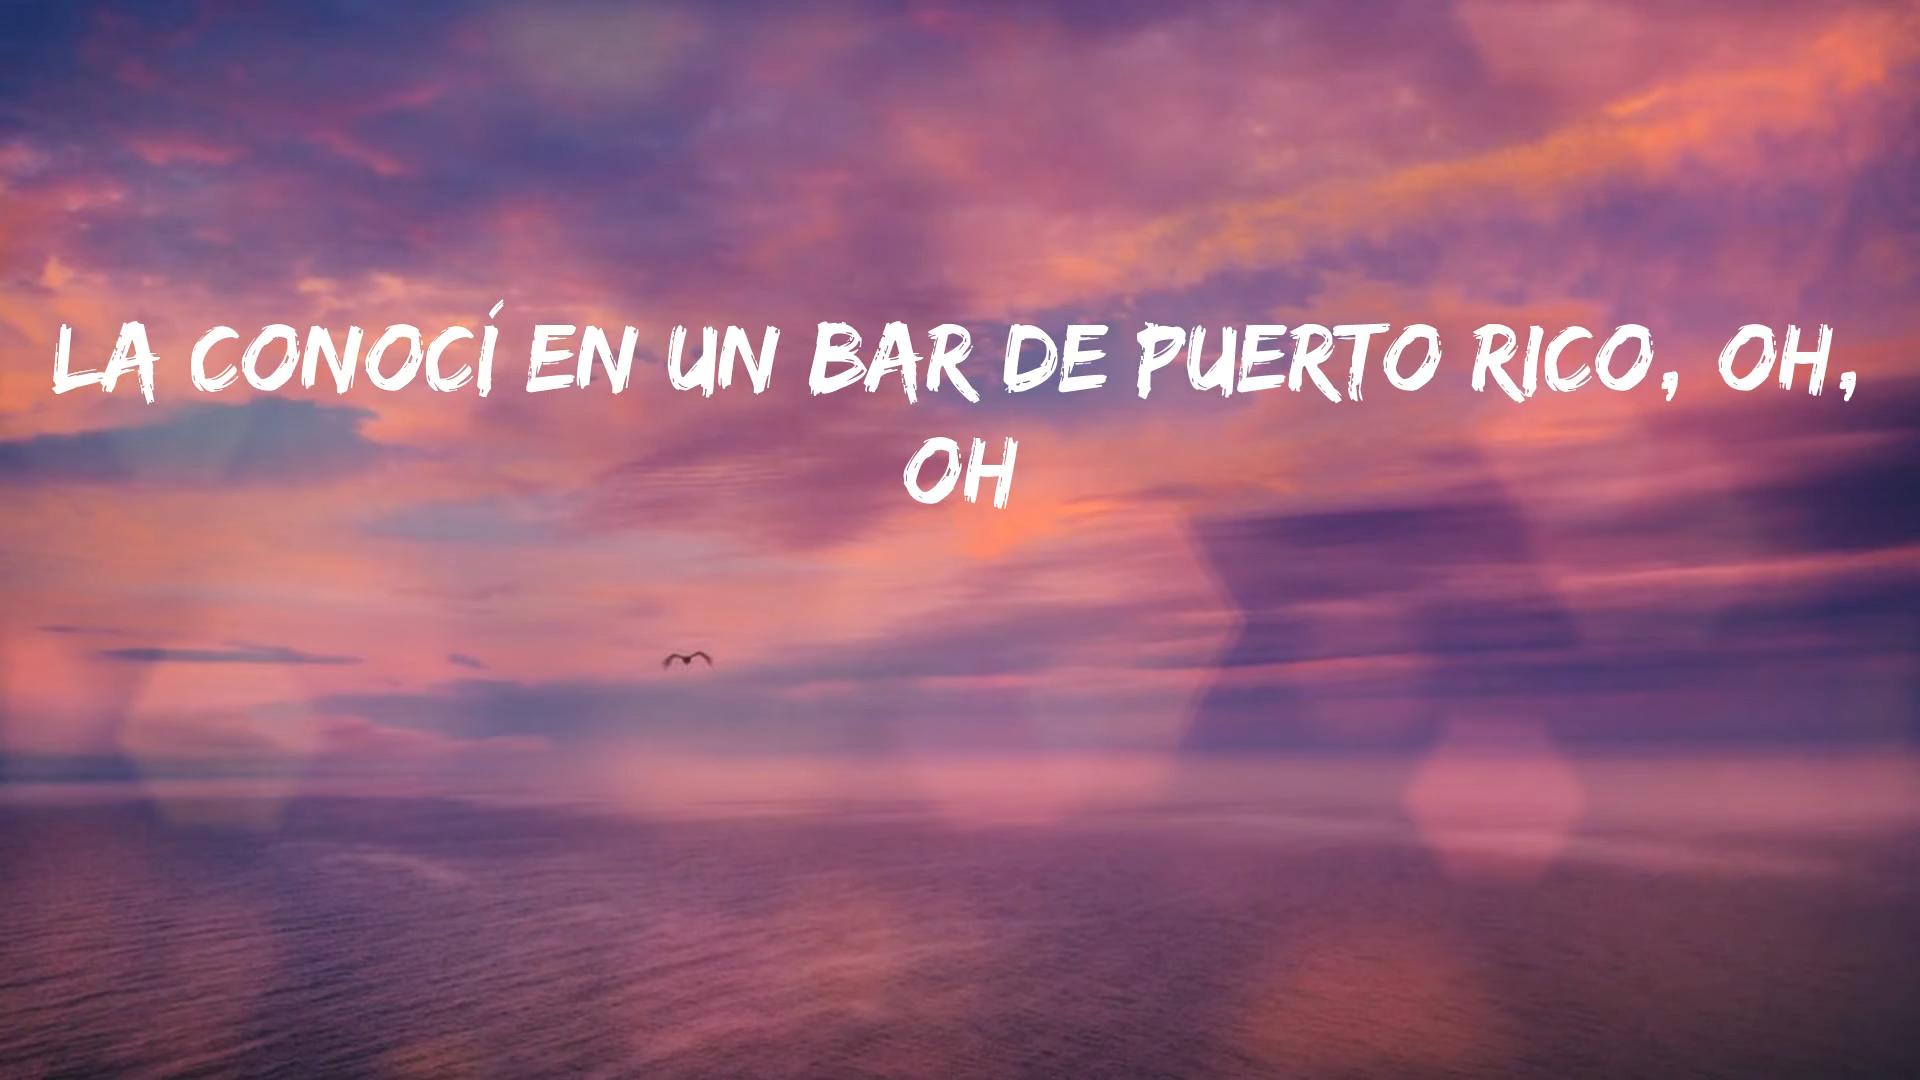 LA CONOCÍ EN UN BAR DE PUERTO RICO, OH,
OH